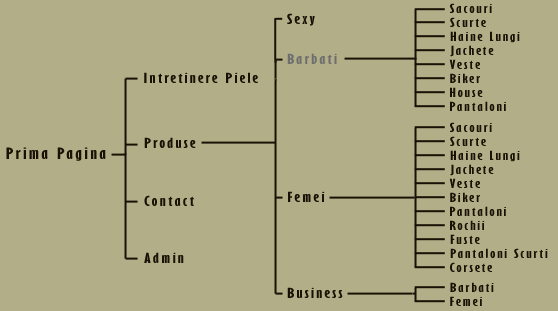 Prima Pagina
Intretinere Piele
Produse
Contact
Admin
Sexy
Barbati
Femei
Business
Sacouri
Scurte
Haine Lungi
Jachete
Veste
Biker
House
Pantaloni
Sacouri
Scurte
Haine Lungi
Jachete
Veste
Biker
Pantaloni
Rochii
Fuste
Pantaloni Scurti
Corsete
Barbati
Femei